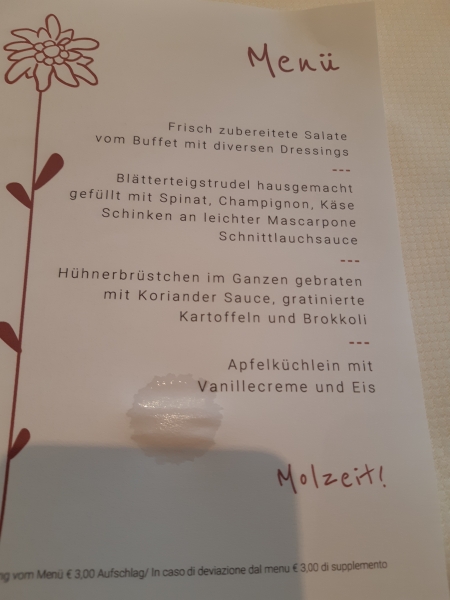 Menü
Frisch zubereitete Salate
vom Buffet mit diversen Dressings
---
Blätterteigstrudel hausgemacht
gefüllt mit Spinat, Champignon, Käse
Schinken an leichter Mascarpone
Schnittlauchsauce
---
Hühnerbrüstchen im Ganzen gebraten
mit Koriander Sauce, gratinierte
Kartoffeln und Brokkoli
---
Apfelküchlein mit
Vanillecreme und Eis
Molzeit!
vom Menü € 3,00 Aufschlag/ In caso di deviazione dal menu € 3,00 di supplemento